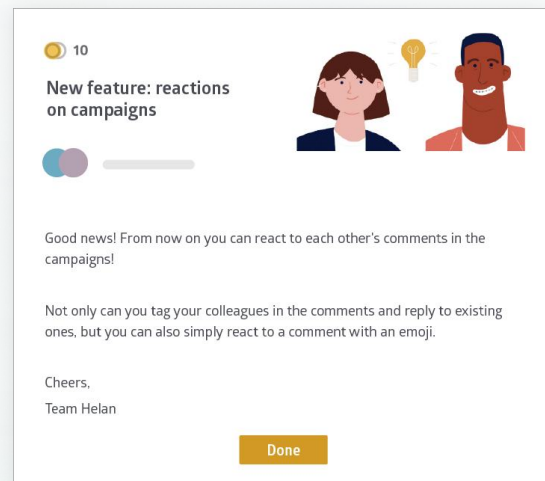 10
New feature: reactions
on campaigns
Good news! From now on you can react to each other's comments in the
campaigns!
Not only can you tag your colleagues in the comments and reply to existing
ones, but you can also simply react to a comment with an emoji.
Cheers,
Team Helan
Done